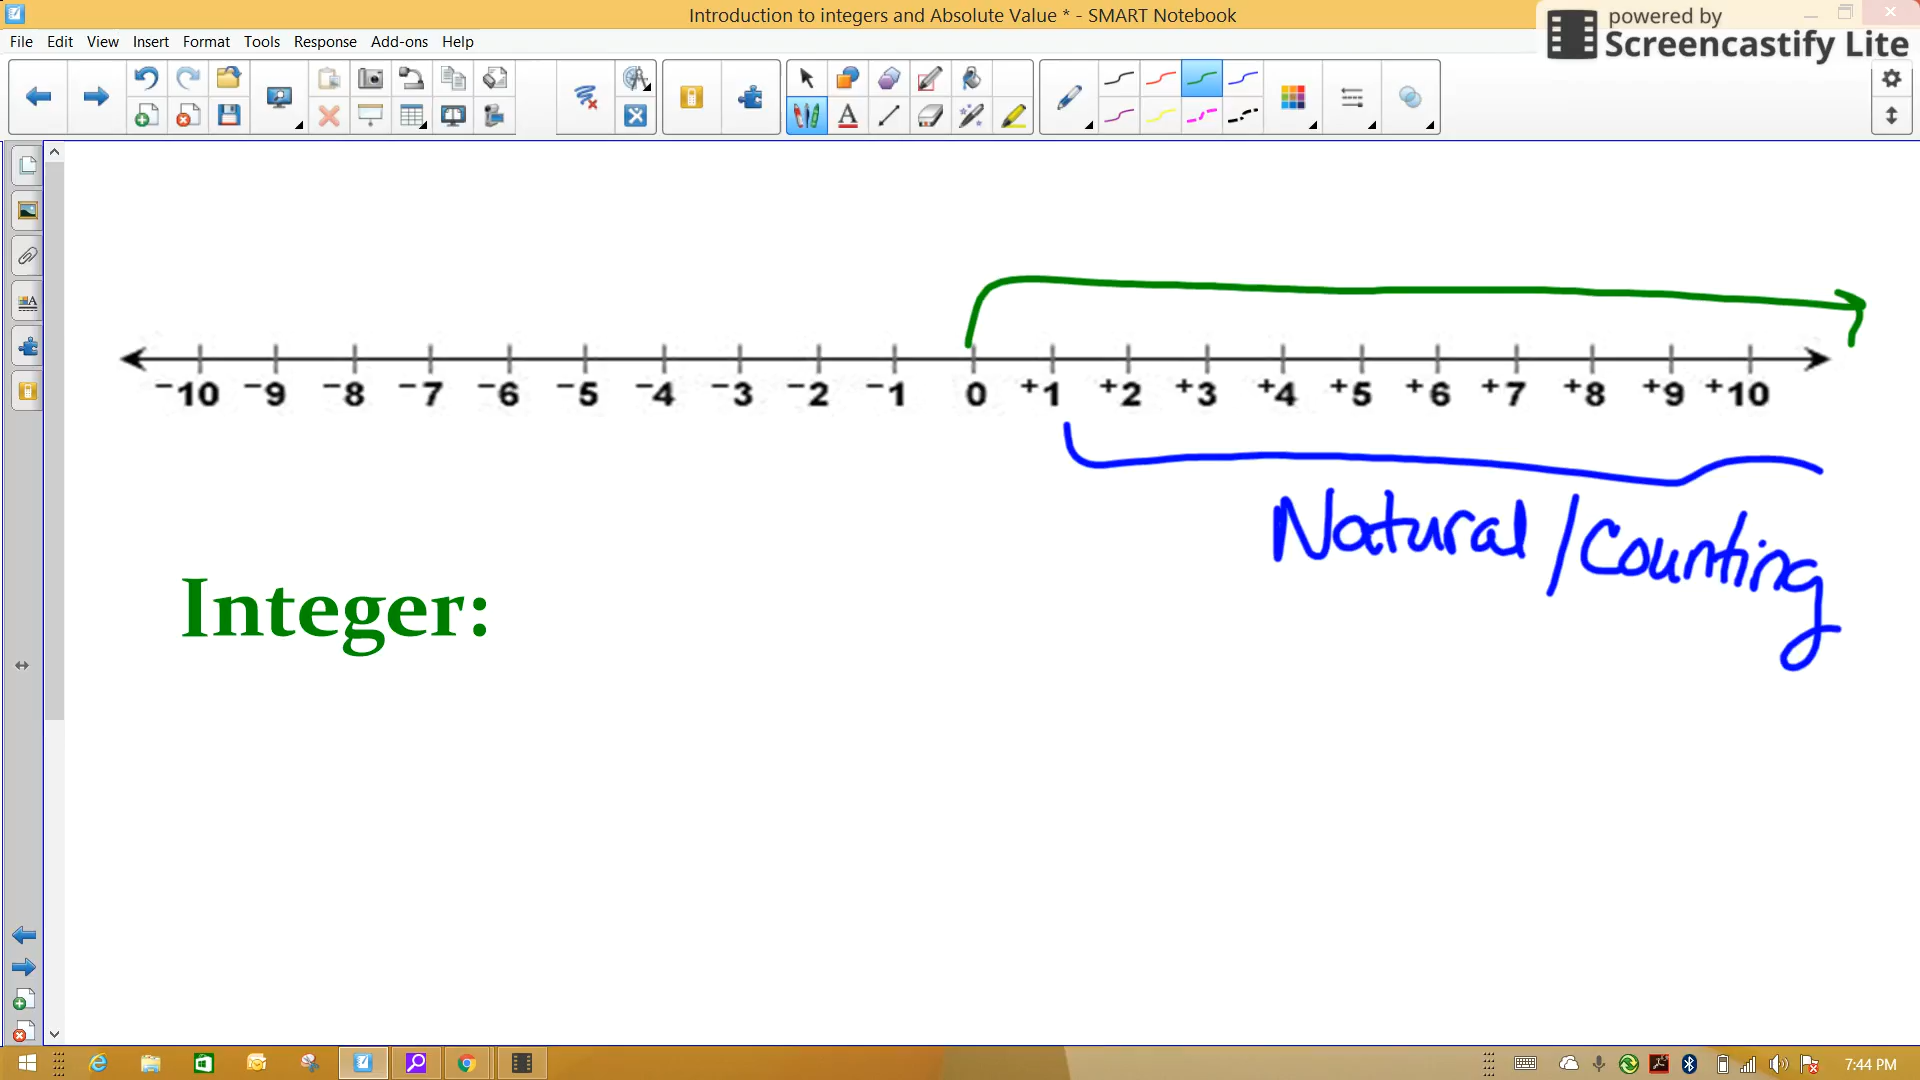 Introduction to integers and Absolute Value * - SMART Notebook
powered by
Screencastify Lite
File Edit View Insert Format Tools Response Add-ons Help
-10 -9 -8 -7 -6 -5 -4 -3 -2 -1 0 +1 +2 +3 +4 +5 +6 +7 +8 +9 +10
Natural/Counting
Integer:
7:44 PM